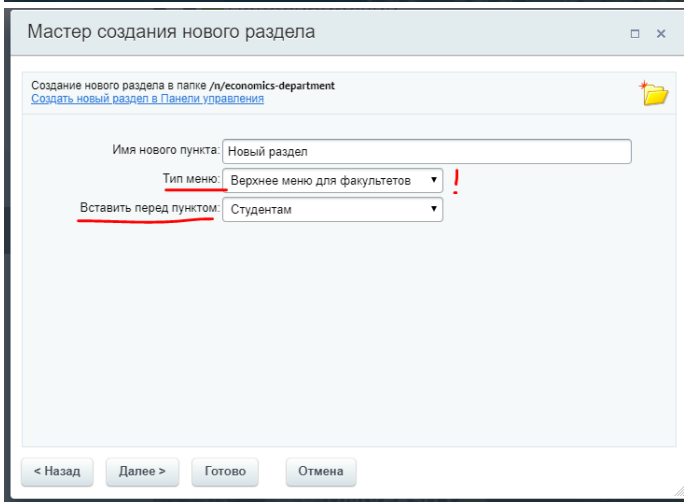 Мастер создания нового раздела
Создание нового раздела в папке /n/economics-department
Создать новый раздел в Панели управления
Имя нового пункта: Новый раздел
Тип меню: Верхнее меню для факультетов !
Вставить перед пунктом: Студентам
< Назад Далее > Готово Отмена